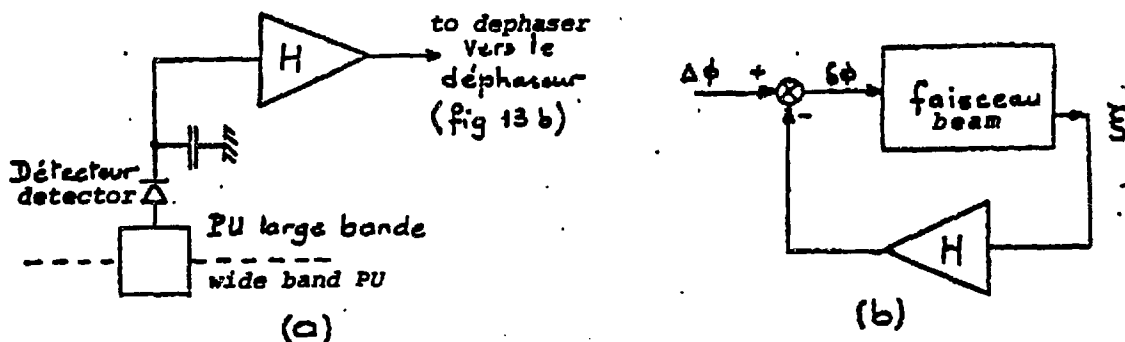 H
to dephaser
vers le
déphaseur
(fig 13 b)
Détecteur
detector
PU large bande
wide band PU
(a)
Δϕ + δϕ
-
faisceau
beam
H
(b)